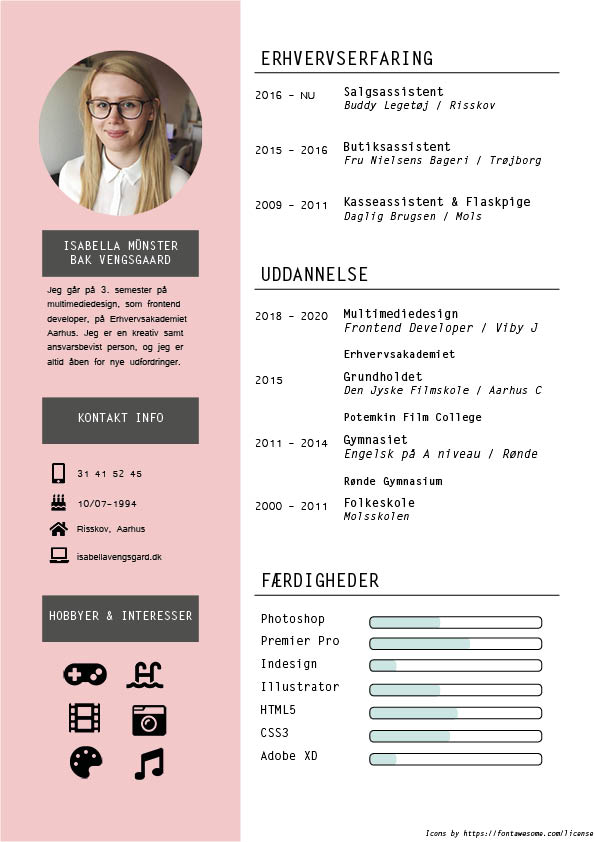 ISABELLA MÜNSTER
BAK VENGSGAARD
Jeg går på 3. semester på
multimediedesign, som frontend
developer, på Erhvervsakademiet
Aarhus. Jeg er en kreativ samt
ansvarsbevist person, og jeg er
altid åben for nye udfordringer.
KONTAKT INFO
31 41 52 45
10/07-1994
Risskov, Aarhus
isabellavengsgard.dk
HOBBYER & INTERESSER
ERHVERVSERFARING
2016 - NU Salgsassistent
Buddy Legetøj / Risskov
2015 - 2016 Butiksassistent
Fru Nielsens Bageri / Trøjborg
2009 - 2011 Kasseassistent & Flaskpige
Daglig Brugsen / Mols
UDDANNELSE
2018 - 2020 Multimediedesign
Frontend Developer / Viby J
Erhvervsakademiet
2015 Grundholdet
Den Jyske Filmskole / Aarhus C
Potemkin Film College
2011 - 2014 Gymnasiet
Engelsk på A niveau / Rønde
Rønde Gymnasium
2000 - 2011 Folkeskole
Molsskolen
FÆRDIGHEDER
Photoshop
Premier Pro
Indesign
Illustrator
HTML5
CSS3
Adobe XD
Icons by https://fontawesome.com/license